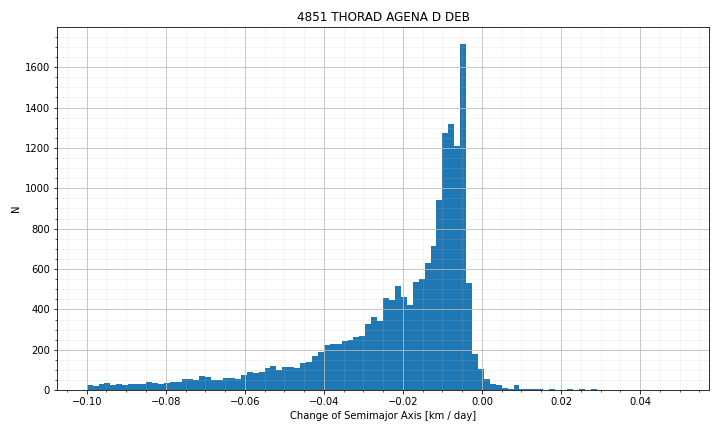 4851 THORAD AGENA D DEB
1600
1400
1200
1000
800
600
400
200
0
N
−0.10 −0.08 −0.06 −0.04 −0.02 0.00 0.02 0.04
Change of Semimajor Axis [km / day]